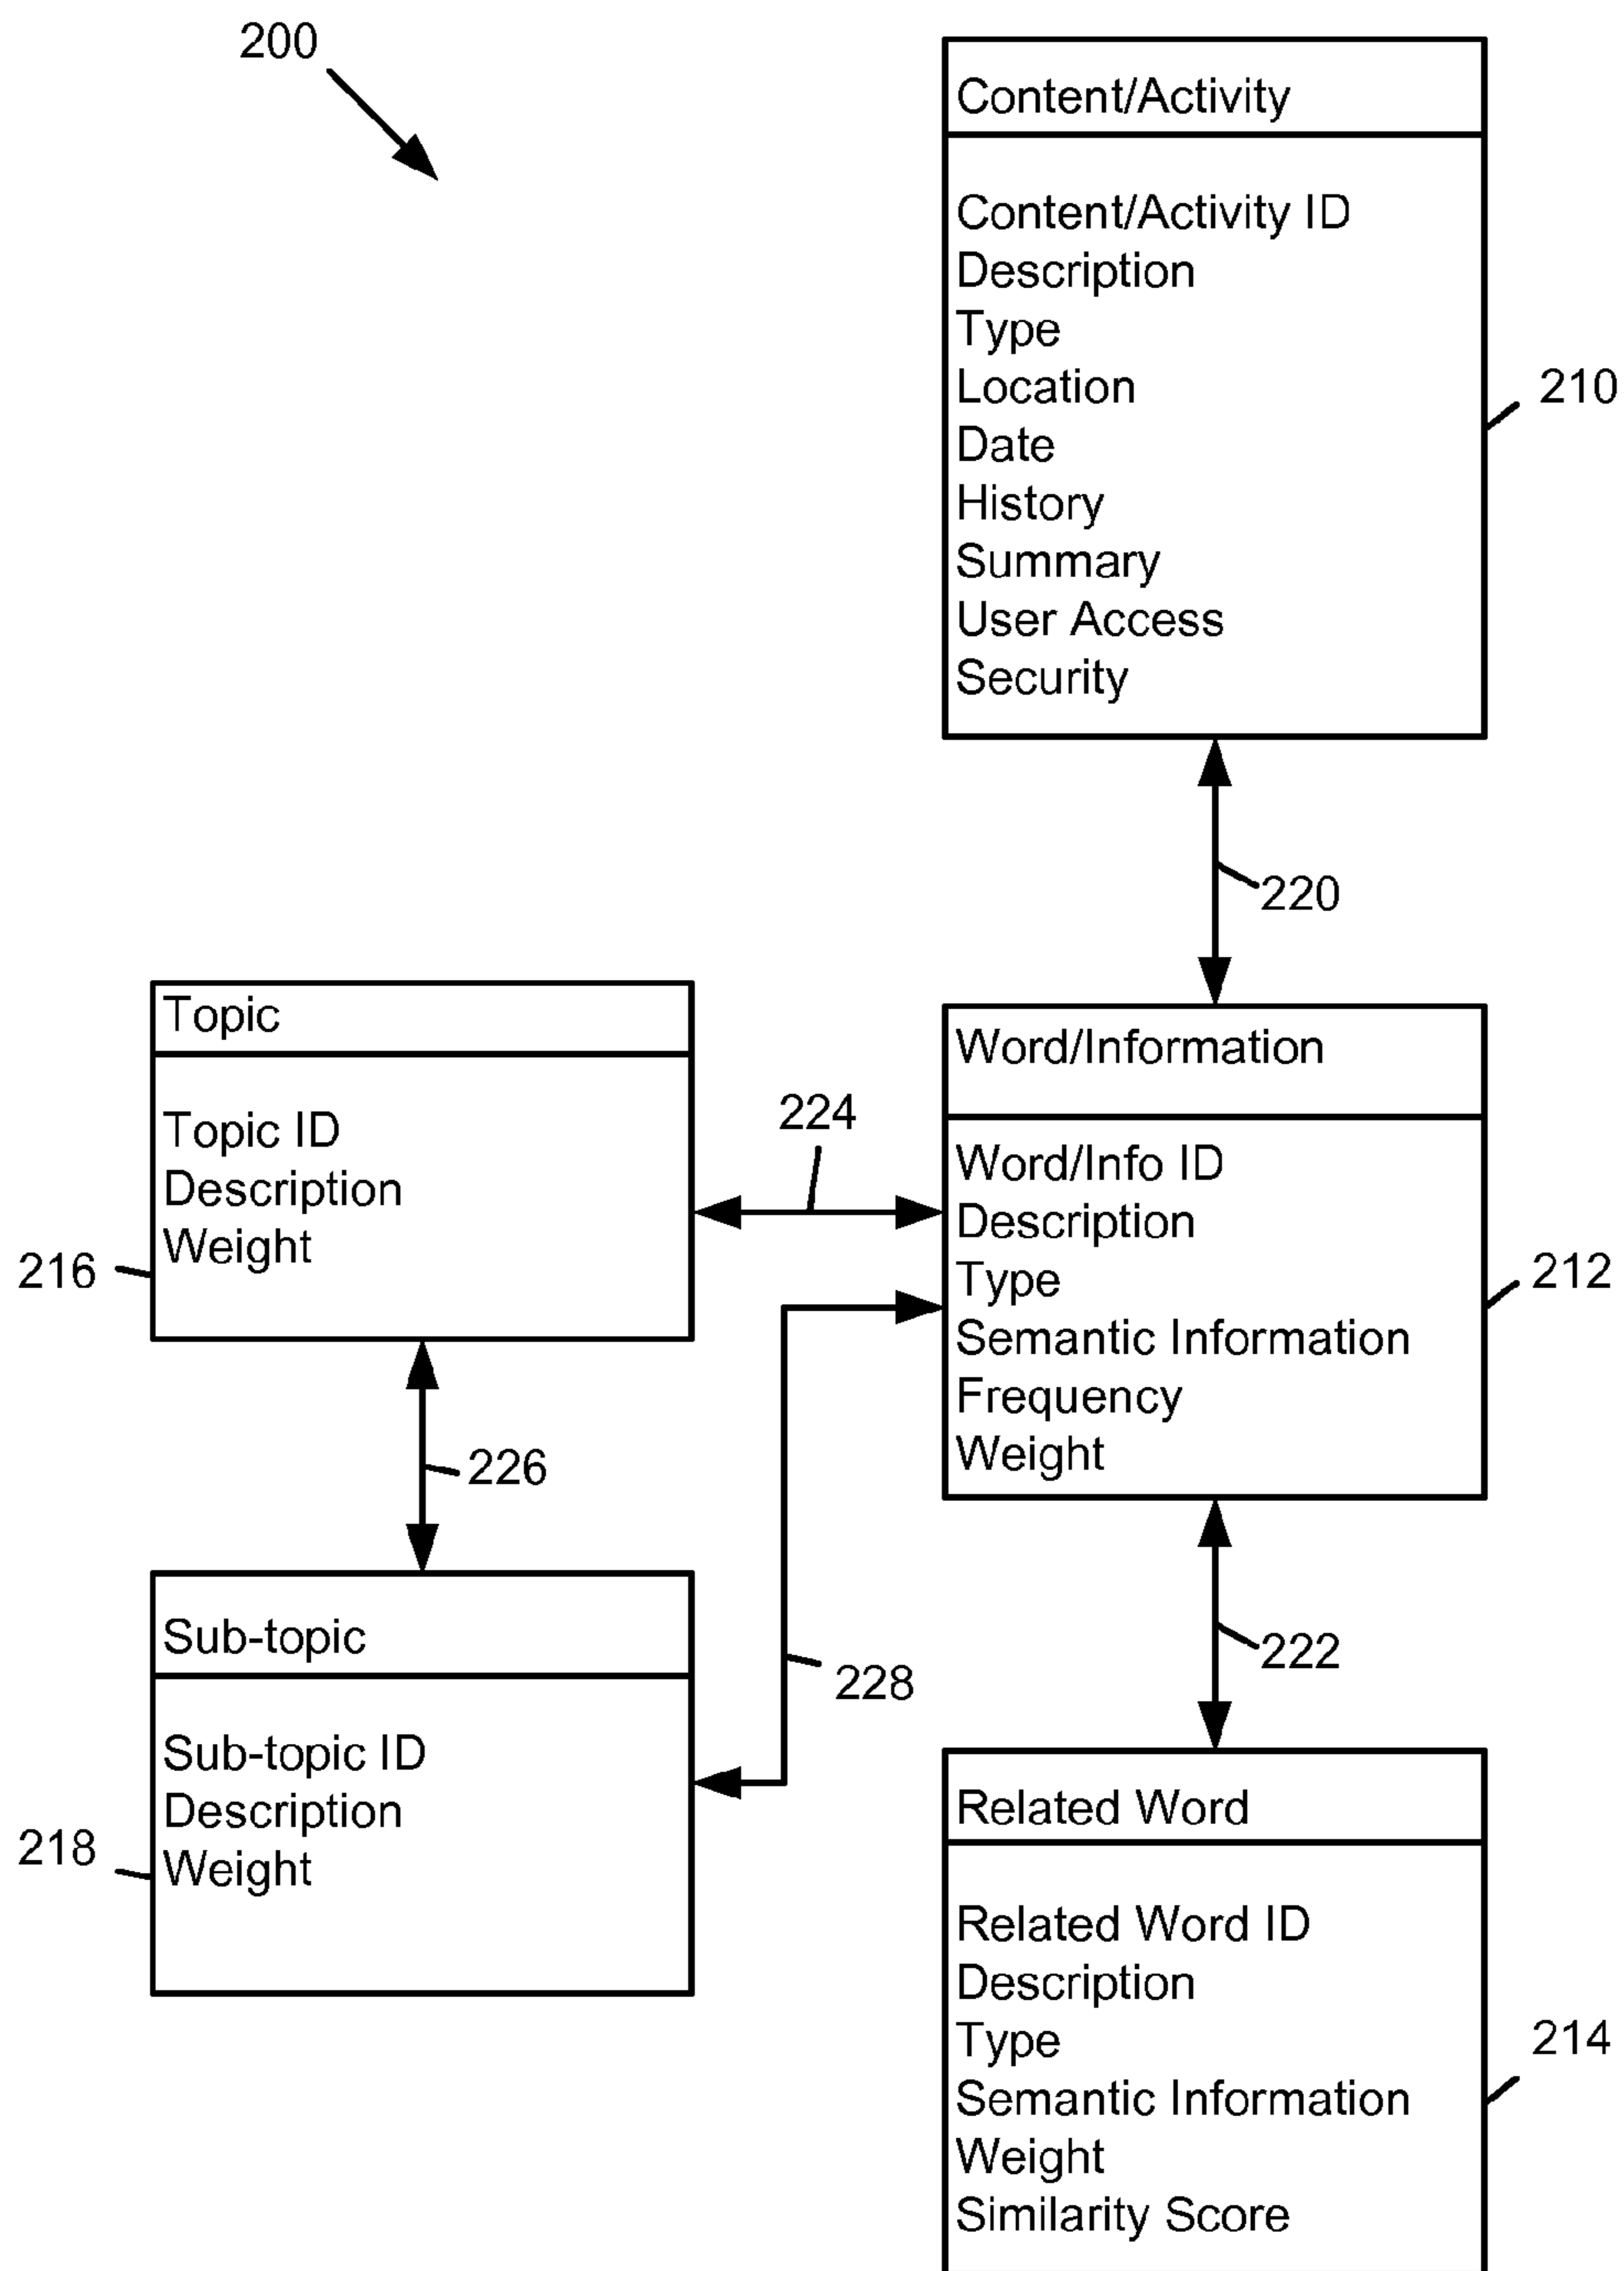 200
Content/Activity
Content/Activity ID
Description
Type
Location
Date
History
Summary
User Access
Security
210
220
Topic
Topic ID
Description
Weight
216
224
Word/Information
Word/Info ID
Description
Type
Semantic Information
Frequency
Weight
212
226
228
222
Sub-topic
Sub-topic ID
Description
Weight
218
Related Word
Related Word ID
Description
Type
Semantic Information
Weight
Similarity Score
214